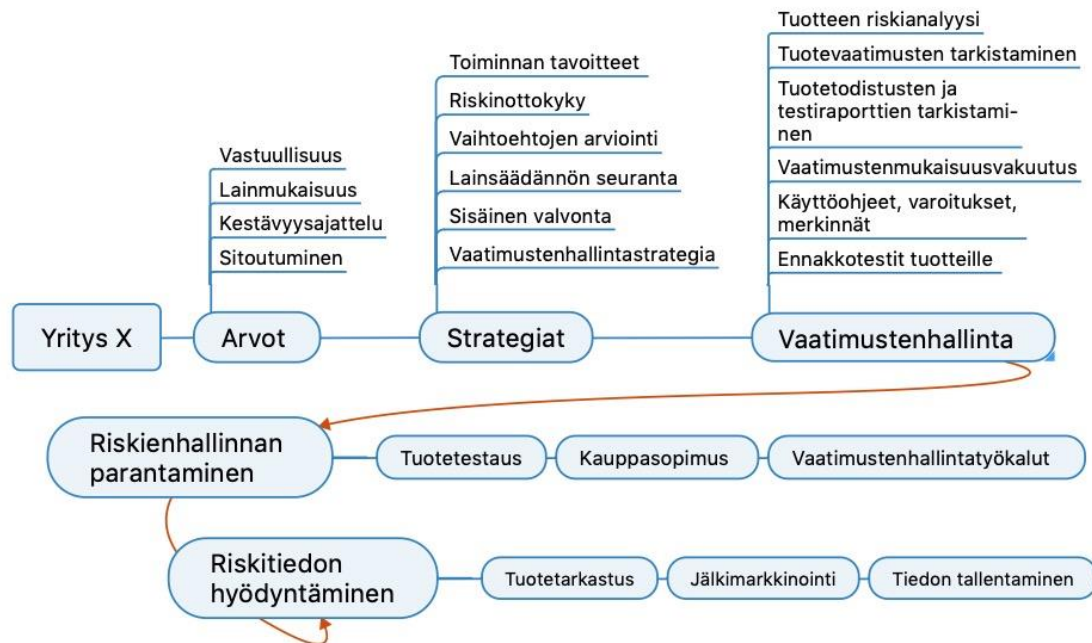 Vastuullisuus
Lainmukaisuus
Kestävyysajattelu
Sitoutuminen
Toiminnan tavoitteet
Riskinottokyky
Vaihtoehtojen arviointi
Lainsäädännön seuranta
Sisäinen valvonta
Vaatimustenhallintastrategia
Tuotteen riskianalyysi
Tuotevaatimusten tarkistaminen
Tuotetodistusten ja
testiraporttien tarkistami-
nen
Vaatimustenmukaisuusvakuutus
Käyttöohjeet, varoitukset,
merkinnät
Ennakkotestit tuotteille
Yritys X
Arvot
Strategiat
Vaatimustenhallinta
Riskienhallinnan
parantaminen
Tuotetestaus
Kauppasopimus
Vaatimustenhallintatyökalut
Riskitiedon
hyödyntäminen
Tuotetarkastus
Jälkimarkkinointi
Tiedon tallentaminen